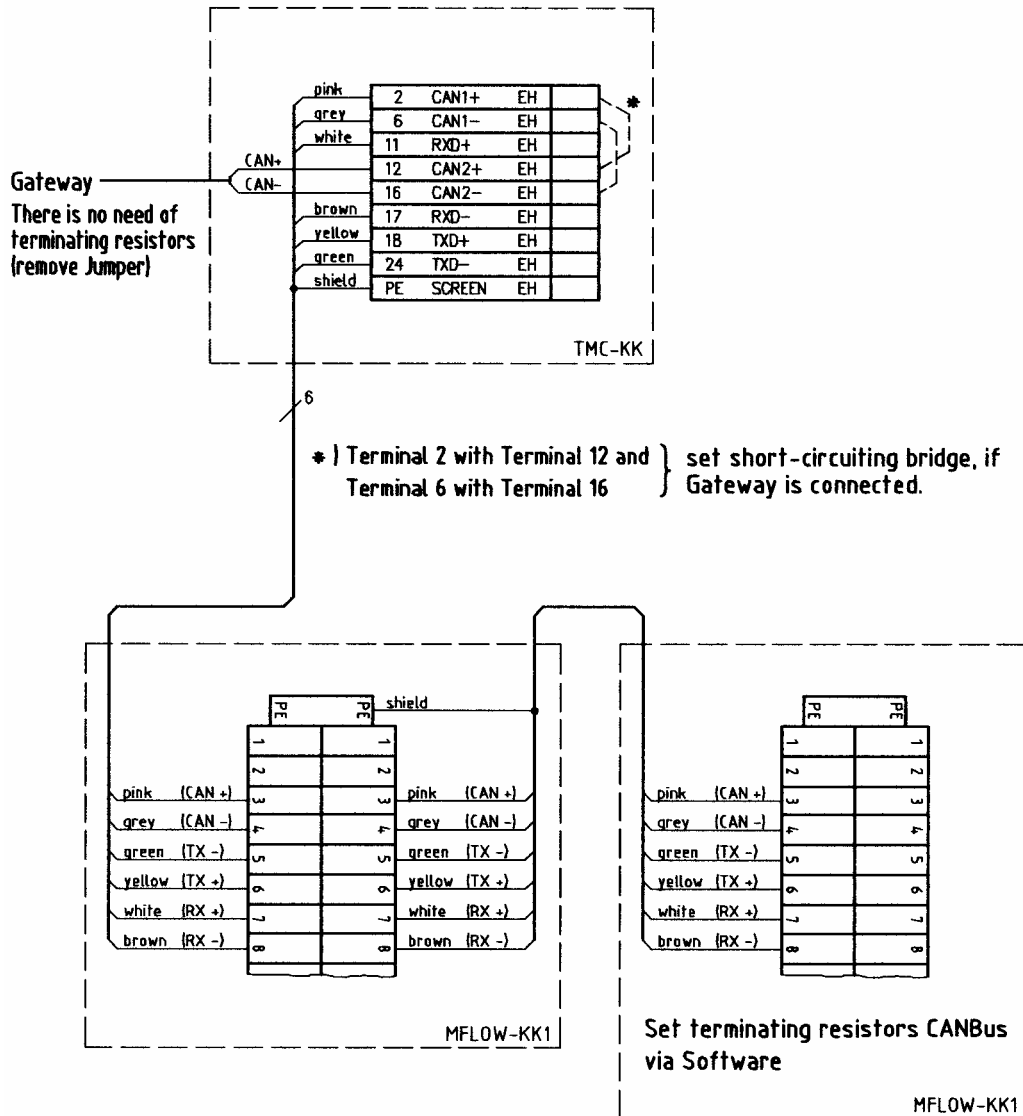 pink 2 CAN1+ EH *
grey 6 CAN1- EH
white 11 RXD+ EH
CAN+ 12 CAN2+ EH
CAN- 16 CAN2- EH
brown 17 RXD- EH
yellow 18 TXD+ EH
green 24 TXD- EH
shield PE SCREEN EH
TMC-KK
Gateway
There is no need of
terminating resistors
(remove Jumper)
6
* ) Terminal 2 with Terminal 12 and
Terminal 6 with Terminal 16
set short-circuiting bridge, if
Gateway is connected.
PE PE shield
1 1
2 2
pink (CAN +) 3 3 pink (CAN +)
grey (CAN -) 4 4 grey (CAN -)
green (TX -) 5 5 green (TX -)
yellow (TX +) 6 6 yellow (TX +)
white (RX +) 7 7 white (RX +)
brown (RX -) 8 8 brown (RX -)
MFLOW-KK1
PE PE
1 1
2 2
pink (CAN +) 3 3
grey (CAN -) 4 4
green (TX -) 5 5
yellow (TX +) 6 6
white (RX +) 7 7
brown (RX -) 8 8
Set terminating resistors CANBus
via Software
MFLOW-KK1